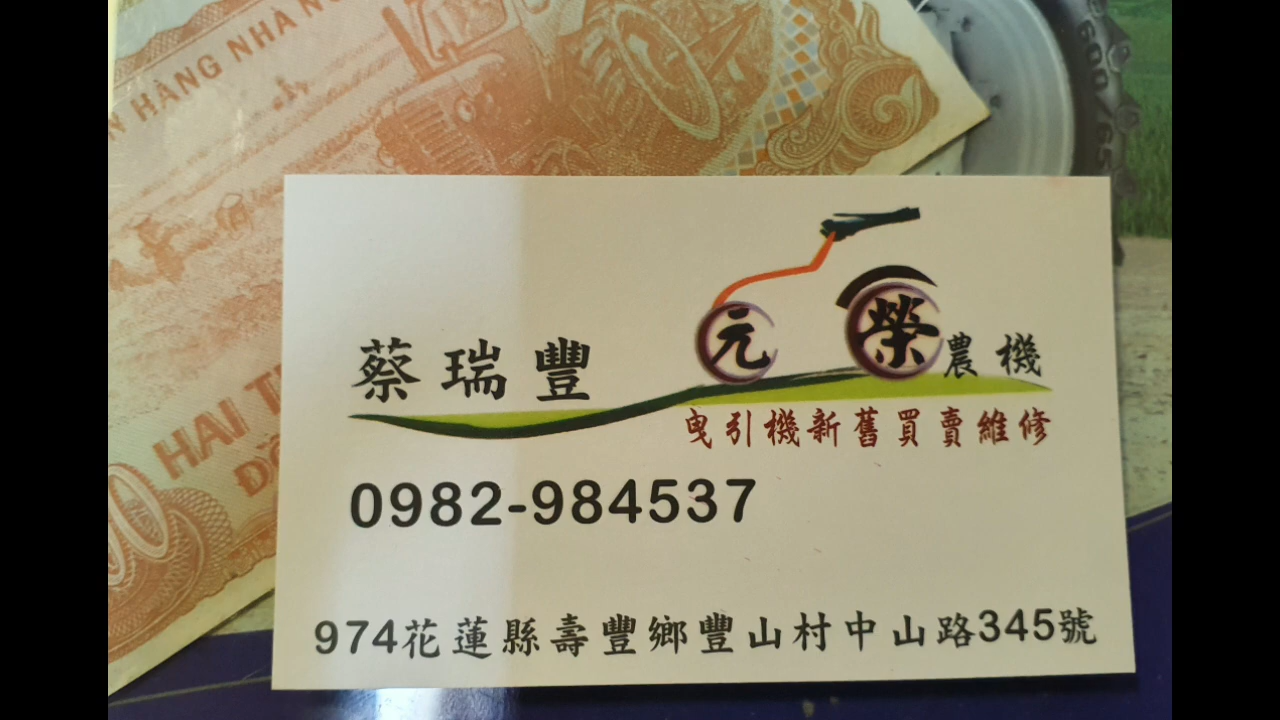 HÀNG NHÀ
600/65
HAI
元榮農機
蔡瑞豐
曳引機新舊買賣維修
0982-984537
974花蓮縣壽豐鄉豐山村中山路345號